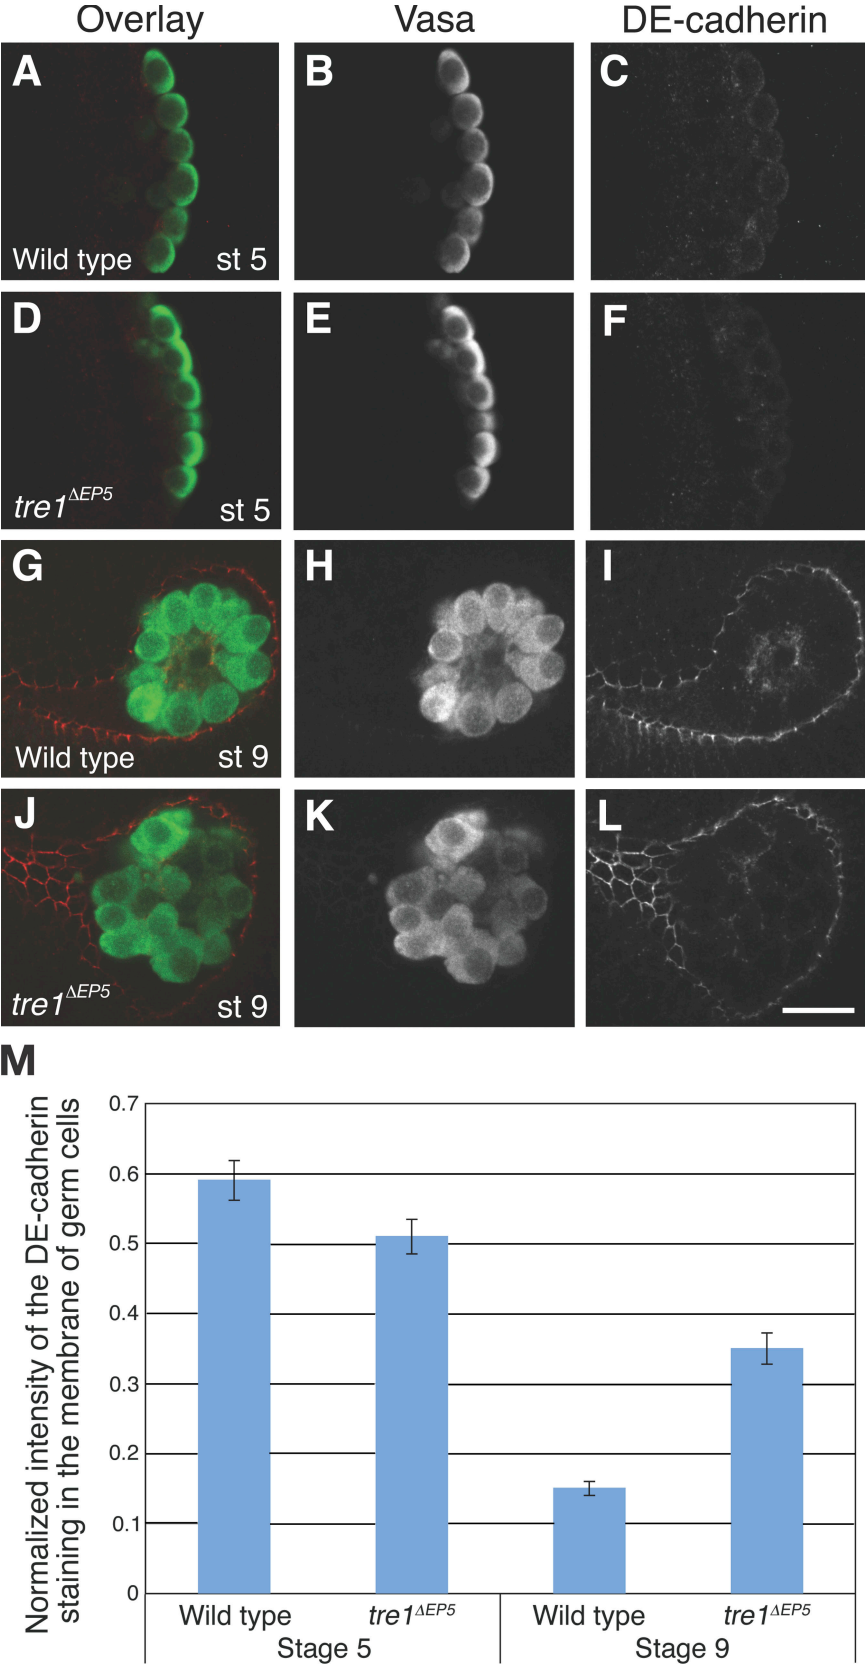 Overlay Vasa DE-cadherin
A B C
Wild type st 5
D E F
tre1ΔEP5 st 5
G H I
Wild type st 9
J K L
tre1ΔEP5 st 9
M
Normalized intensity of the DE-cadherin
staining in the membrane of germ cells
0.7
0.6
0.5
0.4
0.3
0.2
0.1
0
Wild type tre1ΔEP5 Wild type tre1ΔEP5
Stage 5 Stage 9